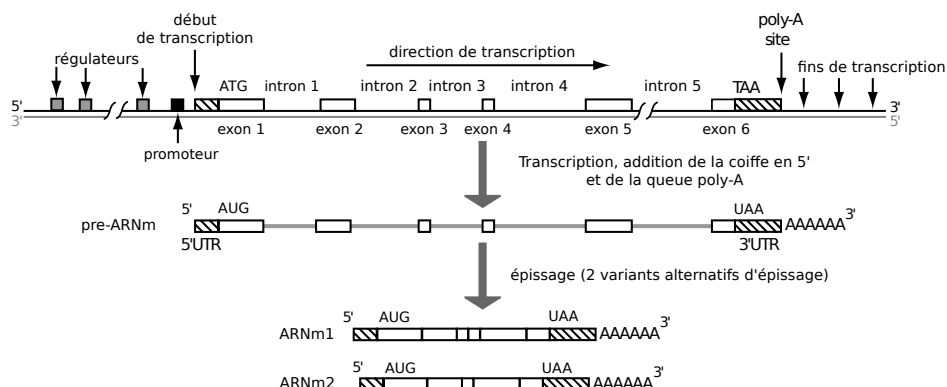 début
de transcription
poly-A
site
régulateurs
direction de transcription
fins de transcription
ATG
intron 1
intron 2
intron 3
intron 4
intron 5
TAA
5'
3'
3'
5'
exon 1
exon 2
exon 3
exon 4
exon 5
exon 6
promoteur
Transcription, addition de la coiffe en 5'
et de la queue poly-A
5'
AUG
UAA
3'
pre-ARNm
AAAAAA
5'UTR
3'UTR
épissage (2 variants alternatifs d'épissage)
5'
AUG
UAA
3'
ARNm1
AAAAAA
5'
AUG
UAA
3'
ARNm2
AAAAAA